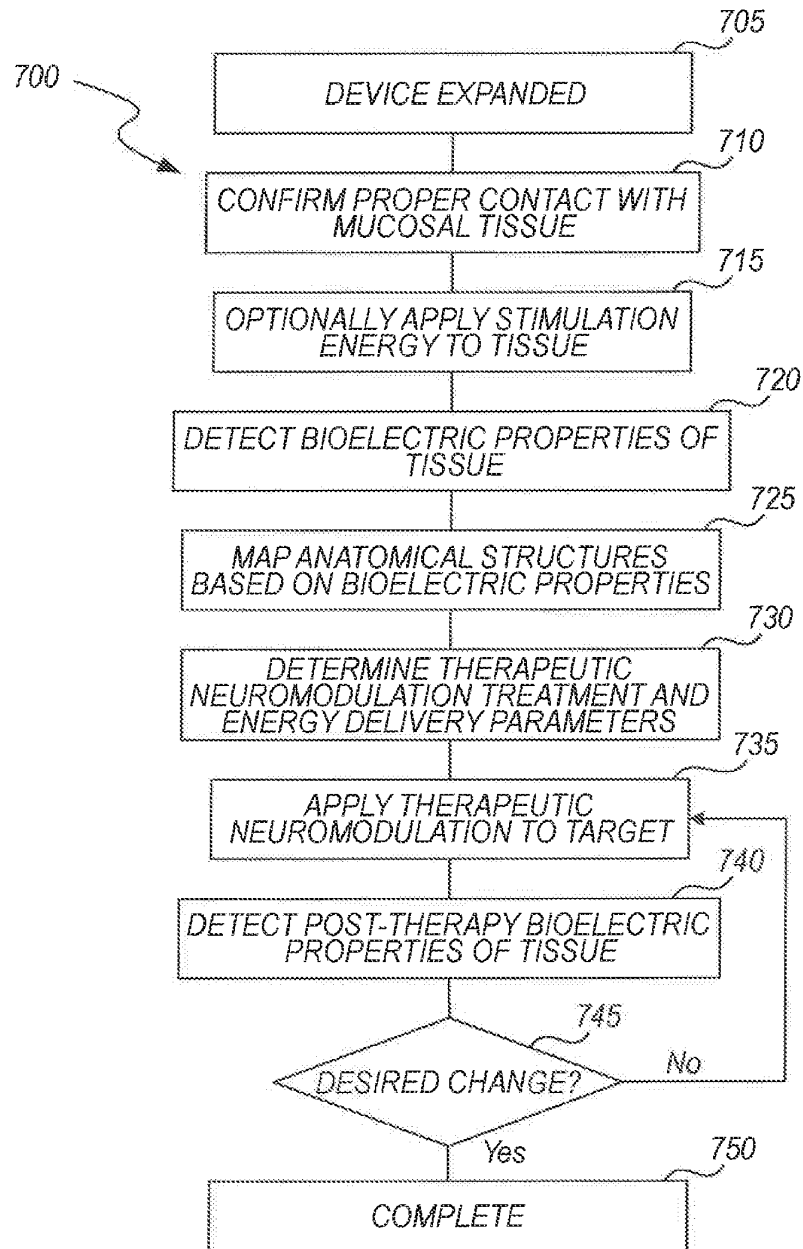 705
700
DEVICE EXPANDED
710
CONFIRM PROPER CONTACT WITH
MUCOSAL TISSUE
715
OPTIONALLY APPLY STIMULATION
ENERGY TO TISSUE
720
DETECT BIOELECTRIC PROPERTIES OF
TISSUE
725
MAP ANATOMICAL STRUCTURES
BASED ON BIOELECTRIC PROPERTIES
730
DETERMINE THERAPEUTIC
NEUROMODULATION TREATMENT AND
ENERGY DELIVERY PARAMETERS
735
APPLY THERAPEUTIC
NEUROMODULATION TO TARGET
740
DETECT POST-THERAPY BIOELECTRIC
PROPERTIES OF TISSUE
745
DESIRED CHANGE?
No
Yes
750
COMPLETE